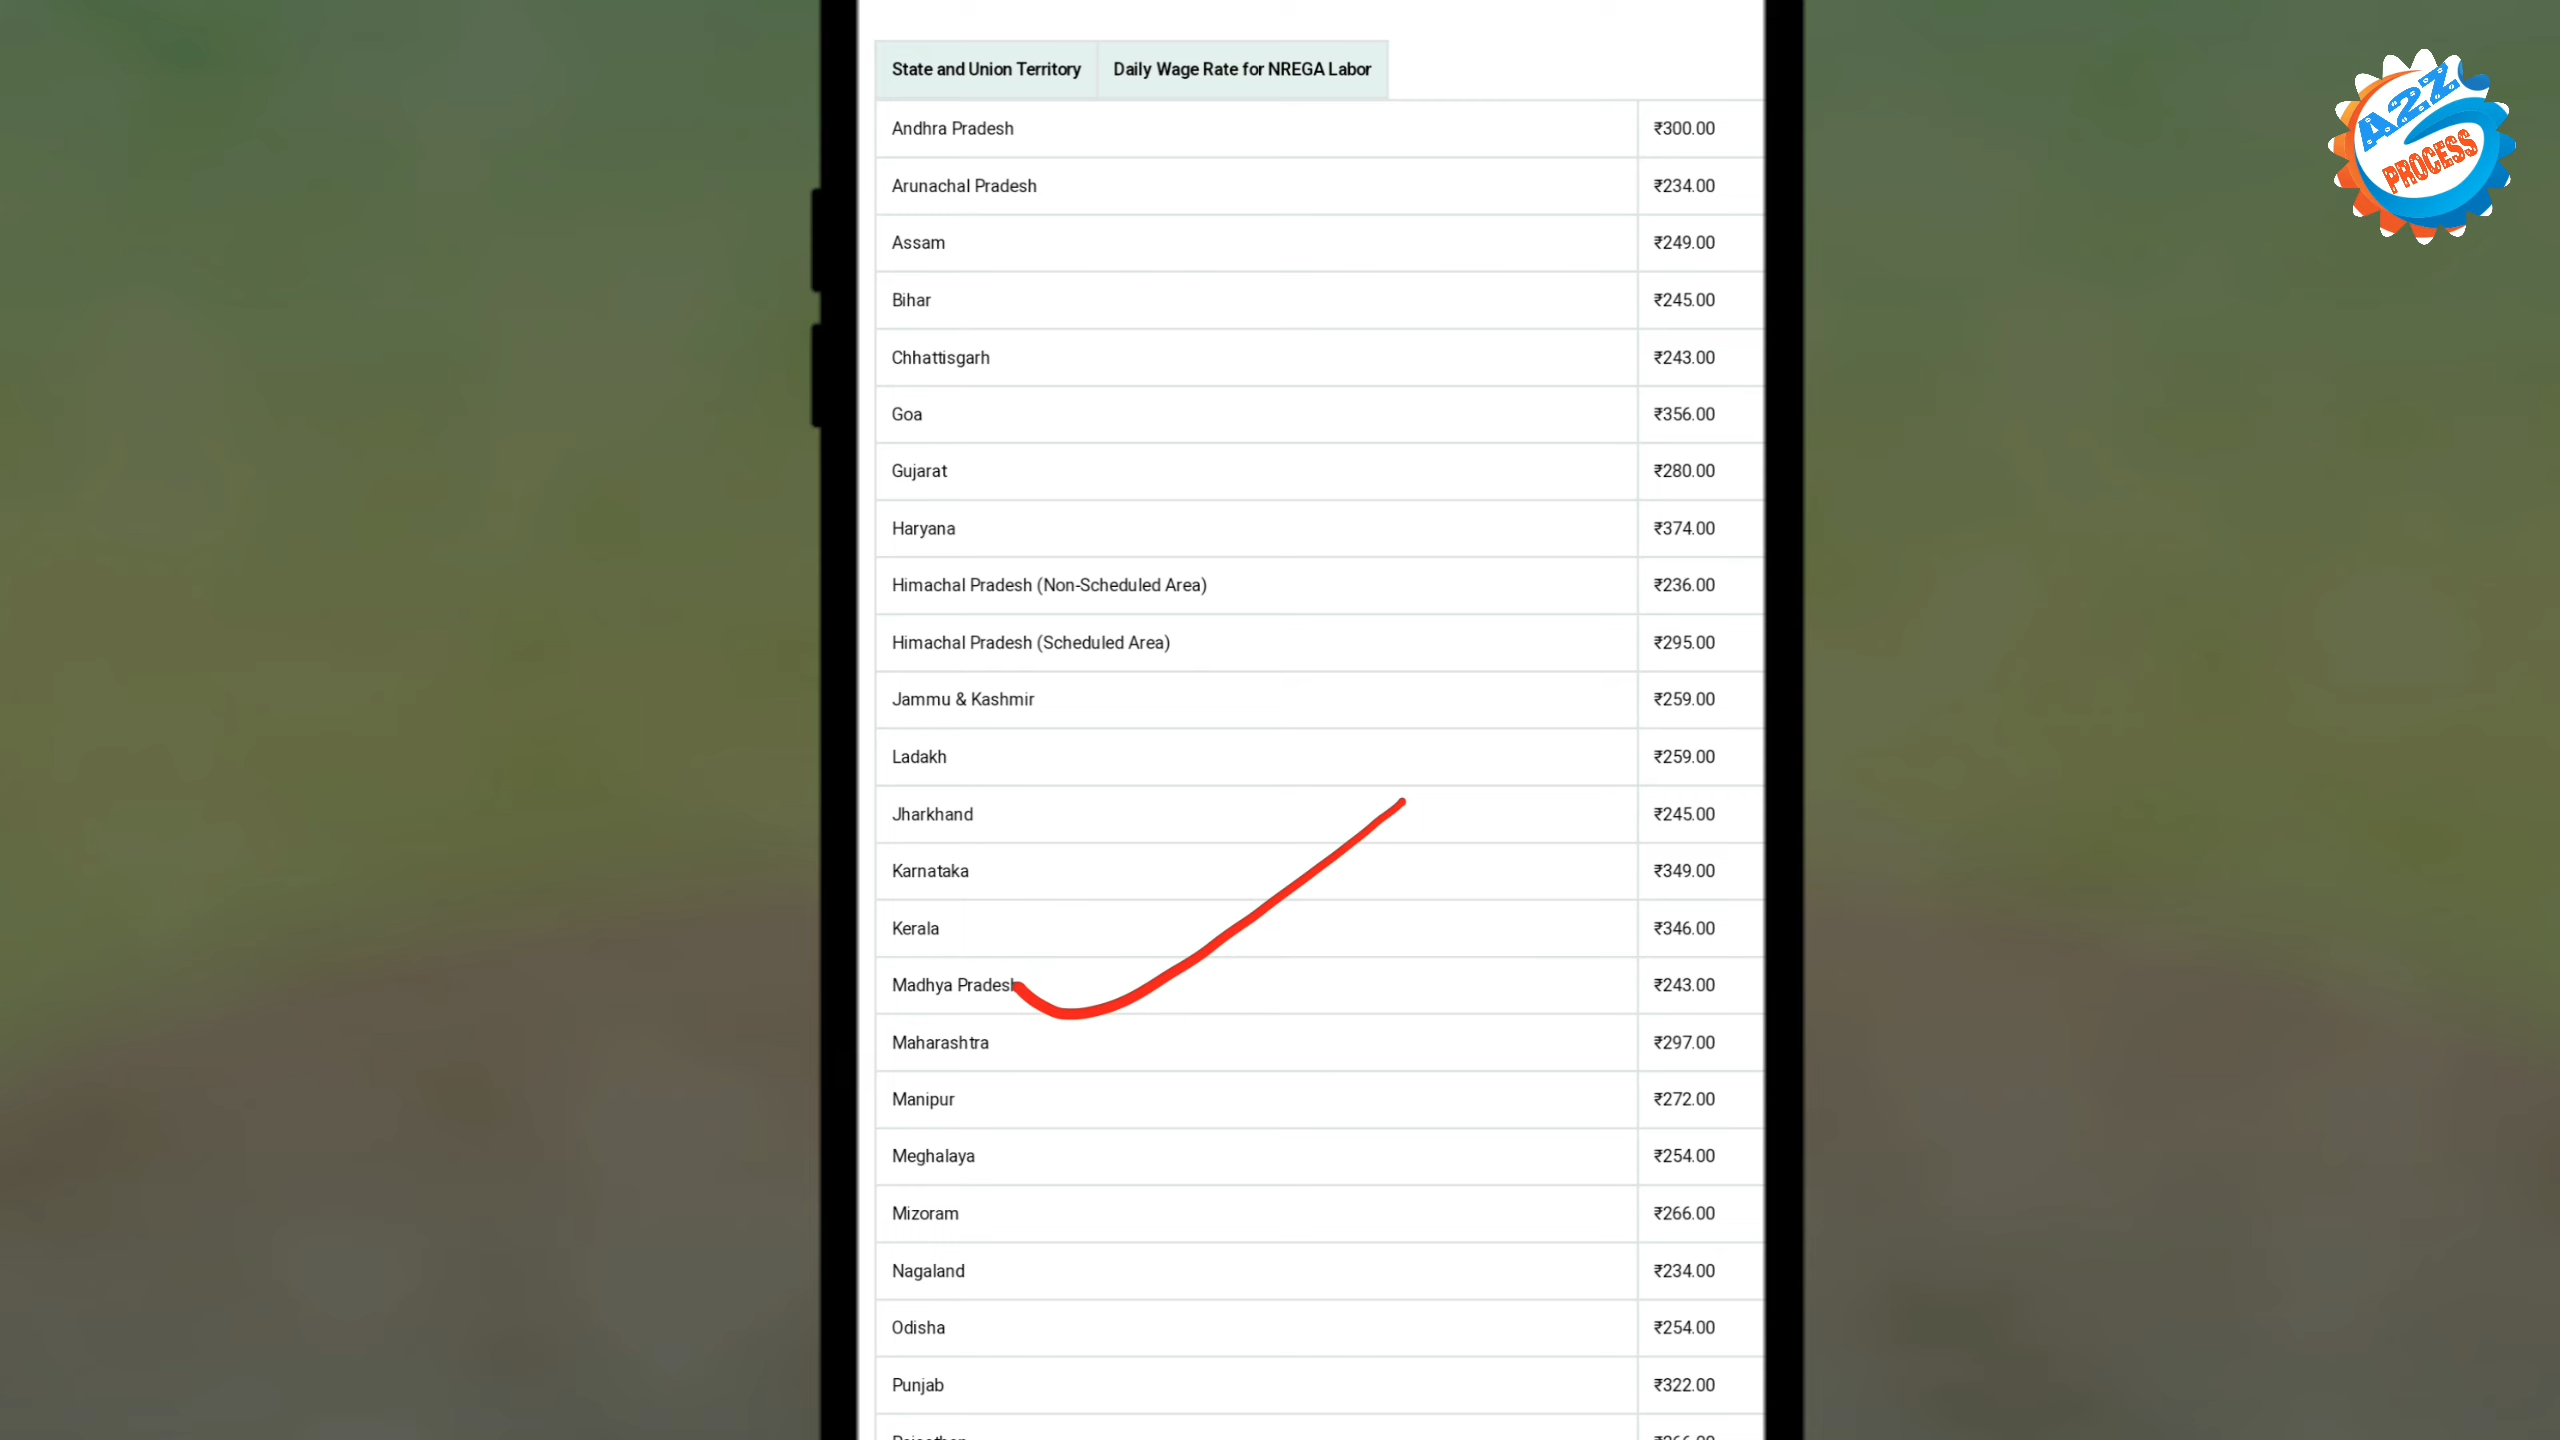 State and Union Territory Daily Wage Rate for NREGA Labor
Andhra Pradesh ₹300.00
Arunachal Pradesh ₹234.00
Assam ₹249.00
Bihar ₹245.00
Chhattisgarh ₹243.00
Goa ₹356.00
Gujarat ₹280.00
Haryana ₹374.00
Himachal Pradesh (Non-Scheduled Area) ₹236.00
Himachal Pradesh (Scheduled Area) ₹295.00
Jammu & Kashmir ₹259.00
Ladakh ₹259.00
Jharkhand ₹245.00
Karnataka ₹349.00
Kerala ₹346.00
Madhya Pradesh ₹243.00
Maharashtra ₹297.00
Manipur ₹272.00
Meghalaya ₹254.00
Mizoram ₹266.00
Nagaland ₹234.00
Odisha ₹254.00
Punjab ₹322.00
A2Z
PROCESS